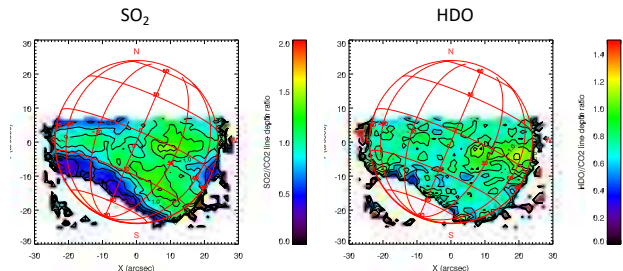 SO2
HDO
30
20
10
0
-10
-20
-30
N
S
-30 -20 -10 0 10 20 30
X (arcsec)
2.0
1.5
1.0
0.5
0.0
SO2//CO2 line depth ratio
30
20
10
0
-10
-20
-30
N
S
-30 -20 -10 0 10 20 30
X (arcsec)
1.4
1.2
1.0
0.8
0.6
0.4
0.2
0.0
HDO//CO2 line depth ratio